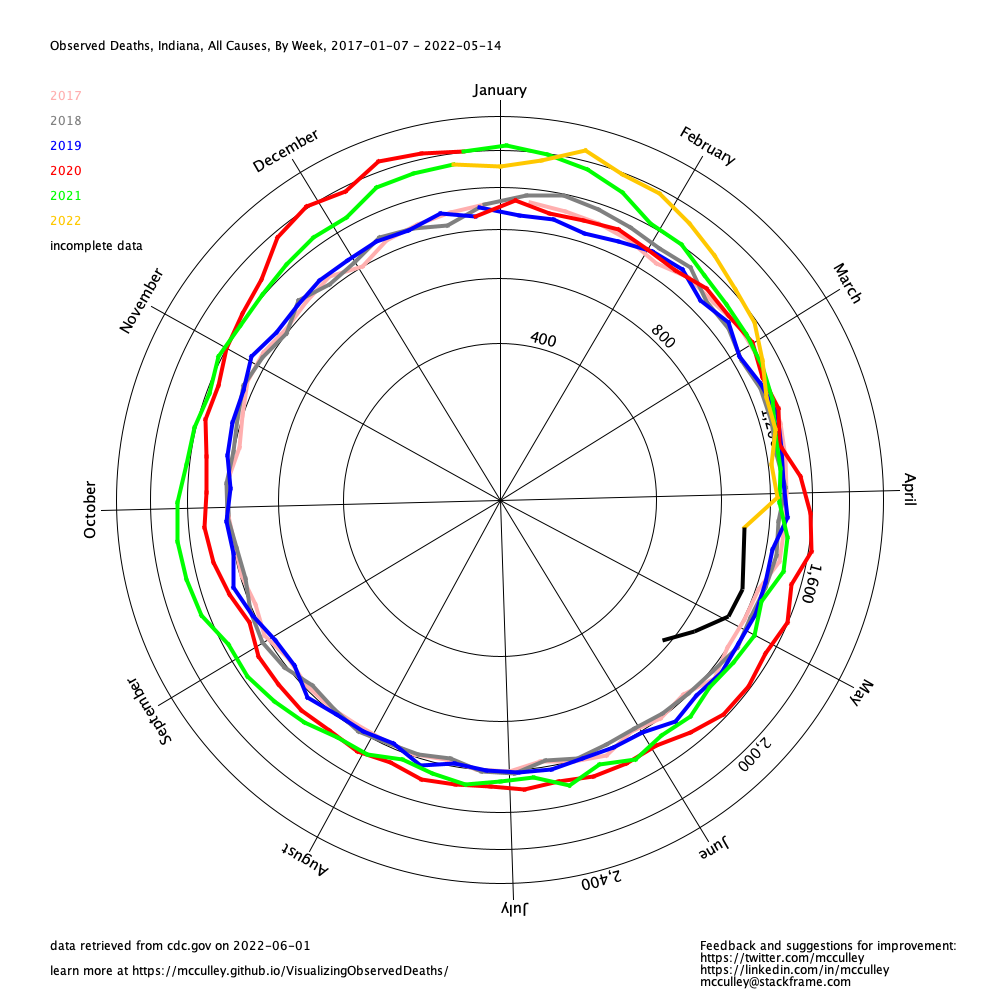 Observed Deaths, Indiana, All Causes, By Week, 2017-01-07 - 2022-05-14
January
2017
2018
2019
2020
2021
2022
incomplete data
December
February
November
March
400
800
October
April
1,600
September
May
2,000
August
June
2,400
July
data retrieved from cdc.gov on 2022-06-01
learn more at https://mcculley.github.io/VisualizingObservedDeaths/
Feedback and suggestions for improvement:
https://twitter.com/mcculley
https://linkedin.com/in/mcculley
mcculley@stackframe.com